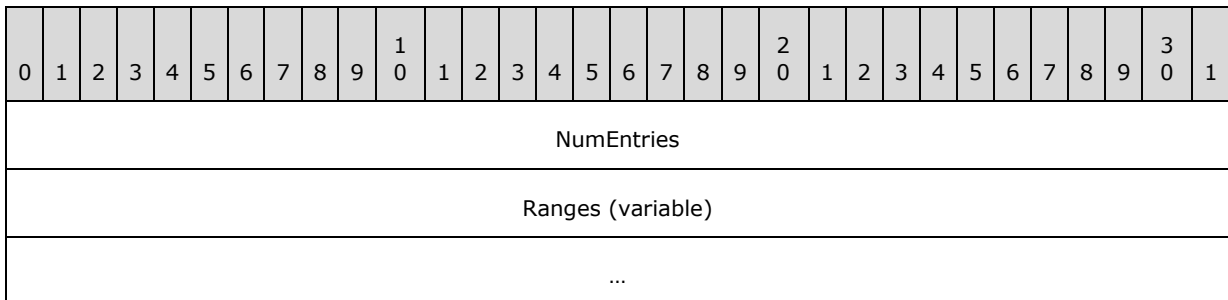 0 1 2 3 4 5 6 7 8 9 1 0 1 2 3 4 5 6 7 8 9 2 0 1 2 3 4 5 6 7 8 9 3 0 1
NumEntries
Ranges (variable)
...